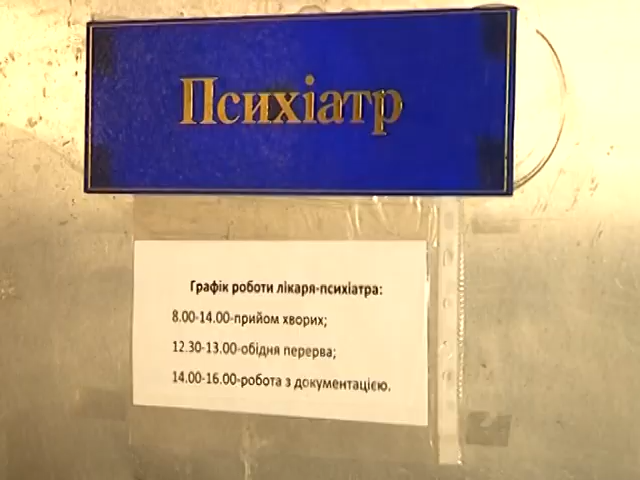 Психіатр
Графік роботи лікаря-психіатра:
8.00-14.00-прийом хворих;
12.30-13.00-обідня перерва;
14.00-16.00-робота з документацією.